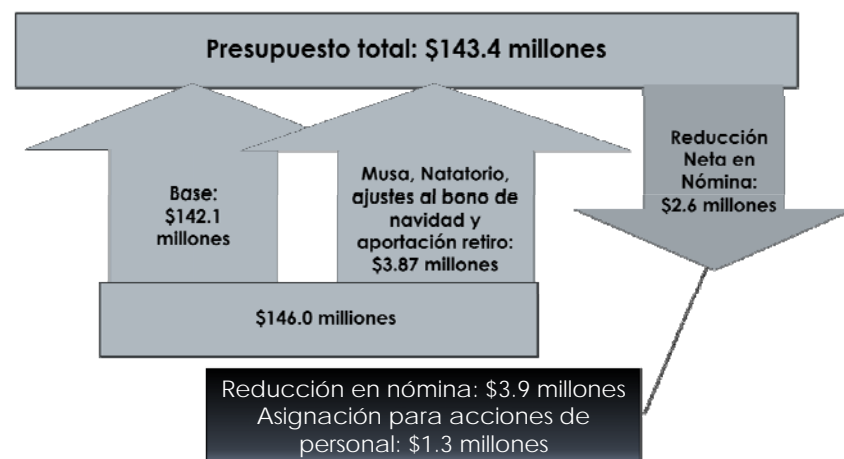 Presupuesto total: $143.4 millones
Base:
$142.1
millones
Musa, Natatorio,
ajustes al bono de
navidad y
aportación retiro:
$3.87 millones
Reducción
Neta en
Nómina:
$2.6 millones
$146.0 milliones
Reducción en nómina: $3.9 millones
Asignación para acciones de
personal: $1.3 millones